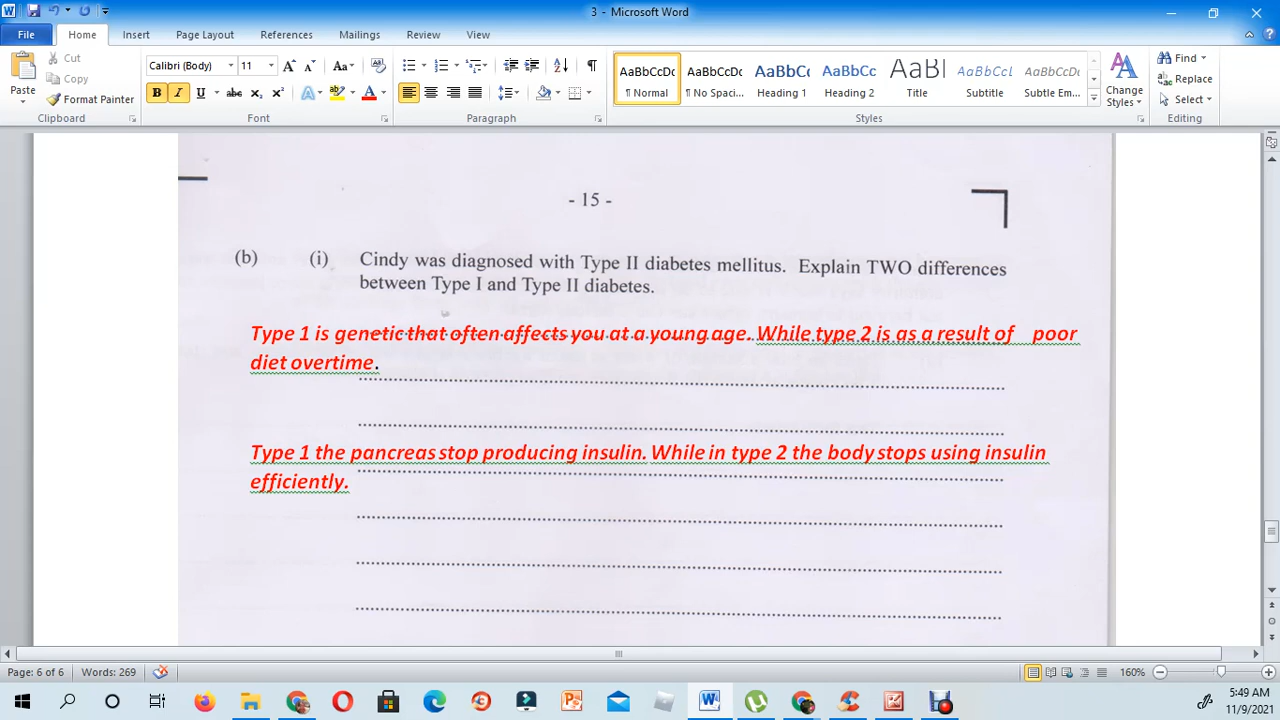 3 - Microsoft Word
File Home Insert Page Layout References Mailings Review View
Paste
Cut
Copy
Format Painter
Clipboard
Calibri (Body) 11
Font
Paragraph
AaBbCcDc AaBbCcDc AaBbCc AaBbCc AaBl AaBbCcL AaBbCcDc
¶ Normal ¶ No Spaci... Heading 1 Heading 2 Title Subtitle Subtle Em...
Change Styles
Styles
Find
Replace
Select
Editing
- 15 -
(b) (i) Cindy was diagnosed with Type II diabetes mellitus. Explain TWO differences
between Type I and Type II diabetes.
Type 1 is genetic that often affects you at a young age. While type 2 is as a result of poor
diet overtime.
Type 1 the pancreas stop producing insulin. While in type 2 the body stops using insulin
efficiently.
Page: 6 of 6 Words: 269 160%
5:49 AM
11/9/2021